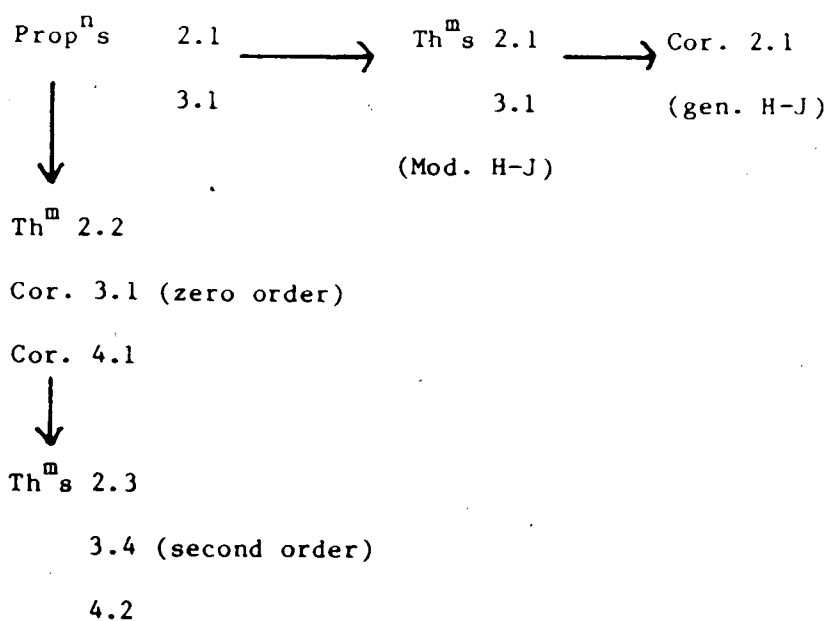 Propⁿs 2.1 Thᵐs 2.1 Cor. 2.1
3.1 3.1 (gen. H-J)
(Mod. H-J)
Thᵐ 2.2
Cor. 3.1 (zero order)
Cor. 4.1
Thᵐs 2.3
3.4 (second order)
4.2